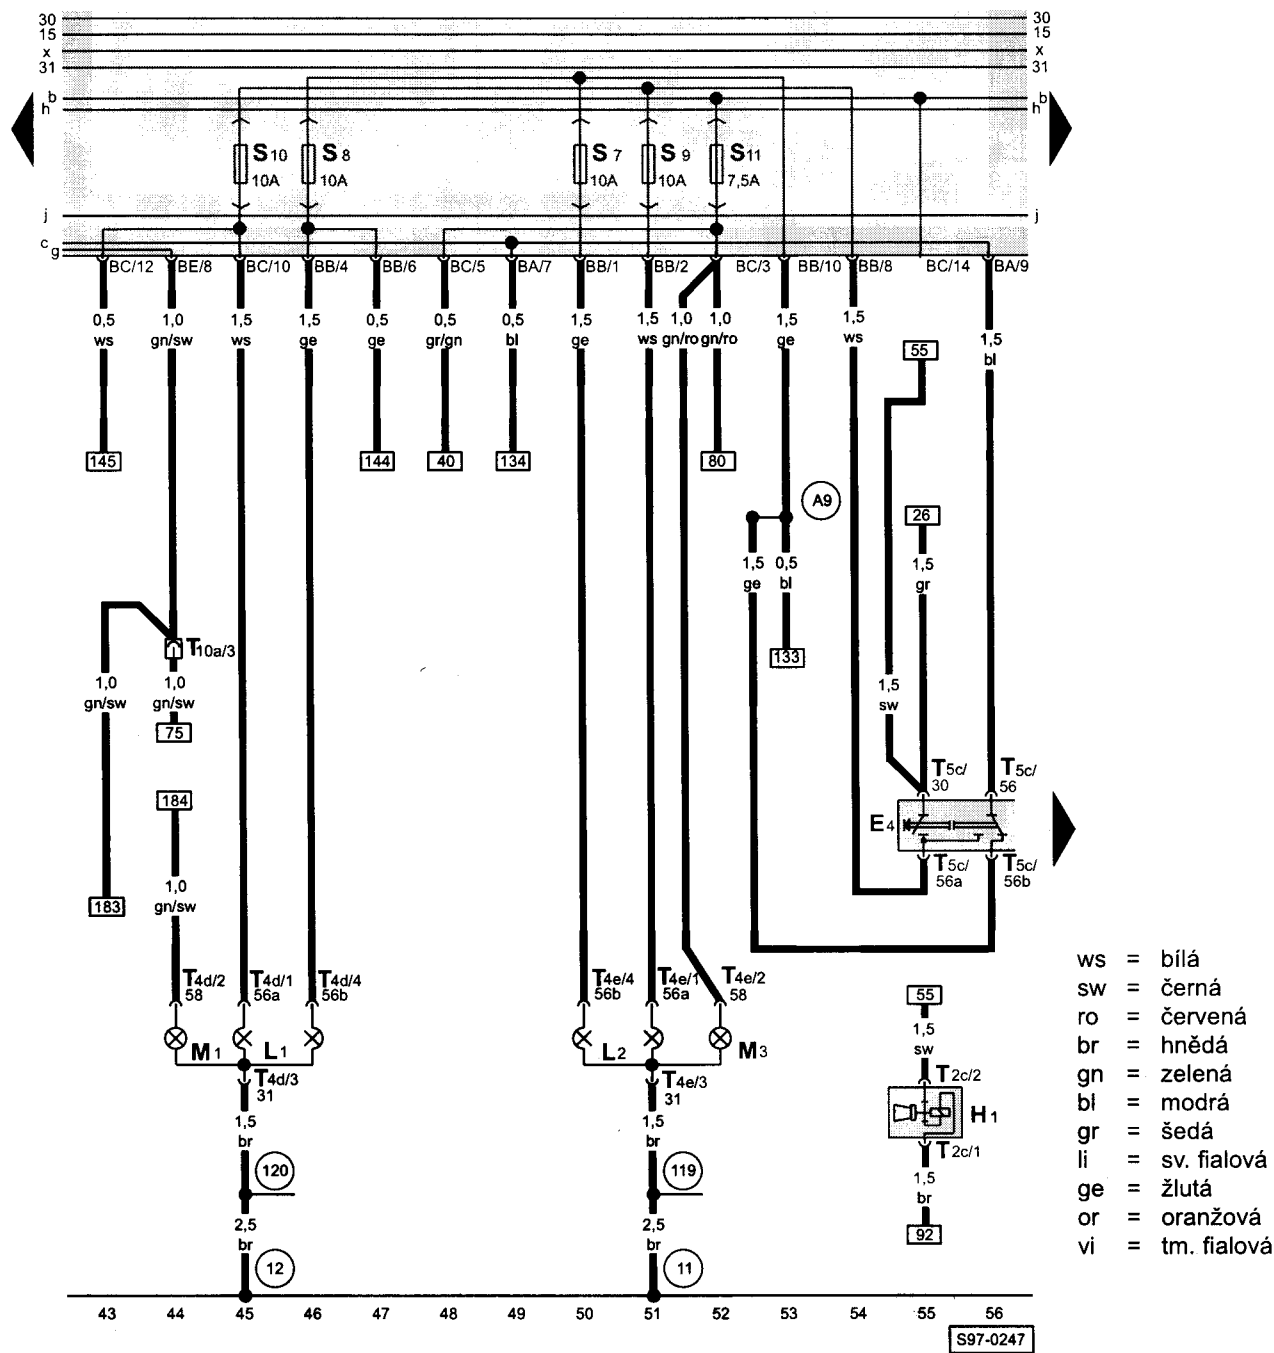 30 30
15 15
x x
31 31
b b
h h
S10 S8 S7 S9 S11
10A 10A 10A 10A 7,5A
j j
c
g
BC/12 BE/8 BC/10 BB/4 BB/6 BC/5 BA/7 BB/1 BB/2 BC/3 BB/10 BB/8 BC/14 BA/9
0,5 1,0 1,5 1,5 0,5 0,5 0,5 1,5 1,5 1,0 1,0 1,5 1,5 1,5
ws gn/sw ws ge ge gr/gn bl ge ws gn/ro gn/ro ge ws bl
55
145 144 40 134 80
A9
26
1,5 0,5 1,5
ge bl gr
T10a/3
133
1,0 1,0 1,5
gn/sw gn/sw sw
75
T5c/ T5c/
30 56
184
E4
T5c/ T5c/
56a 56b
1,0
gn/sw
183
T4d/2 T4d/1 T4d/4 T4e/4 T4e/1 T4e/2
58 56a 56b 56b 56a 58
55
1,5
sw
M1 L1 L2 M3
T4d/3 T4e/3 T2c/2
31 31
H1
1,5 1,5
br br
T2c/1
120 119
1,5
br
2,5 2,5
br br
92
12 11
43 44 45 46 47 48 49 50 51 52 53 54 55 56
S97-0247
ws = bílá
sw = černá
ro = červená
br = hnědá
gn = zelená
bl = modrá
gr = šedá
li = sv. fialová
ge = žlutá
or = oranžová
vi = tm. fialová